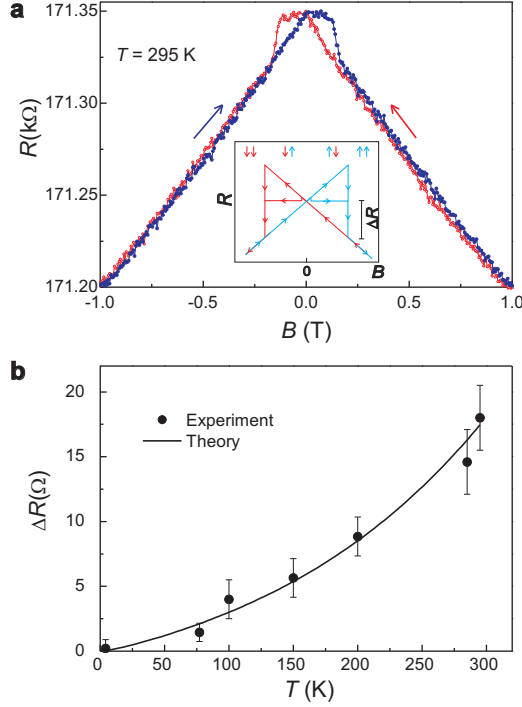 a
171.35
171.30
171.25
171.20
R(kΩ)
T = 295 K
↓↓ ↓↑ ↑↓ ↑↑
R
ΔR
0
B
-1.0 -0.5 0.0 0.5 1.0
B (T)
b
20
15
10
5
0
ΔR(Ω)
Experiment
Theory
0 50 100 150 200 250 300
T (K)